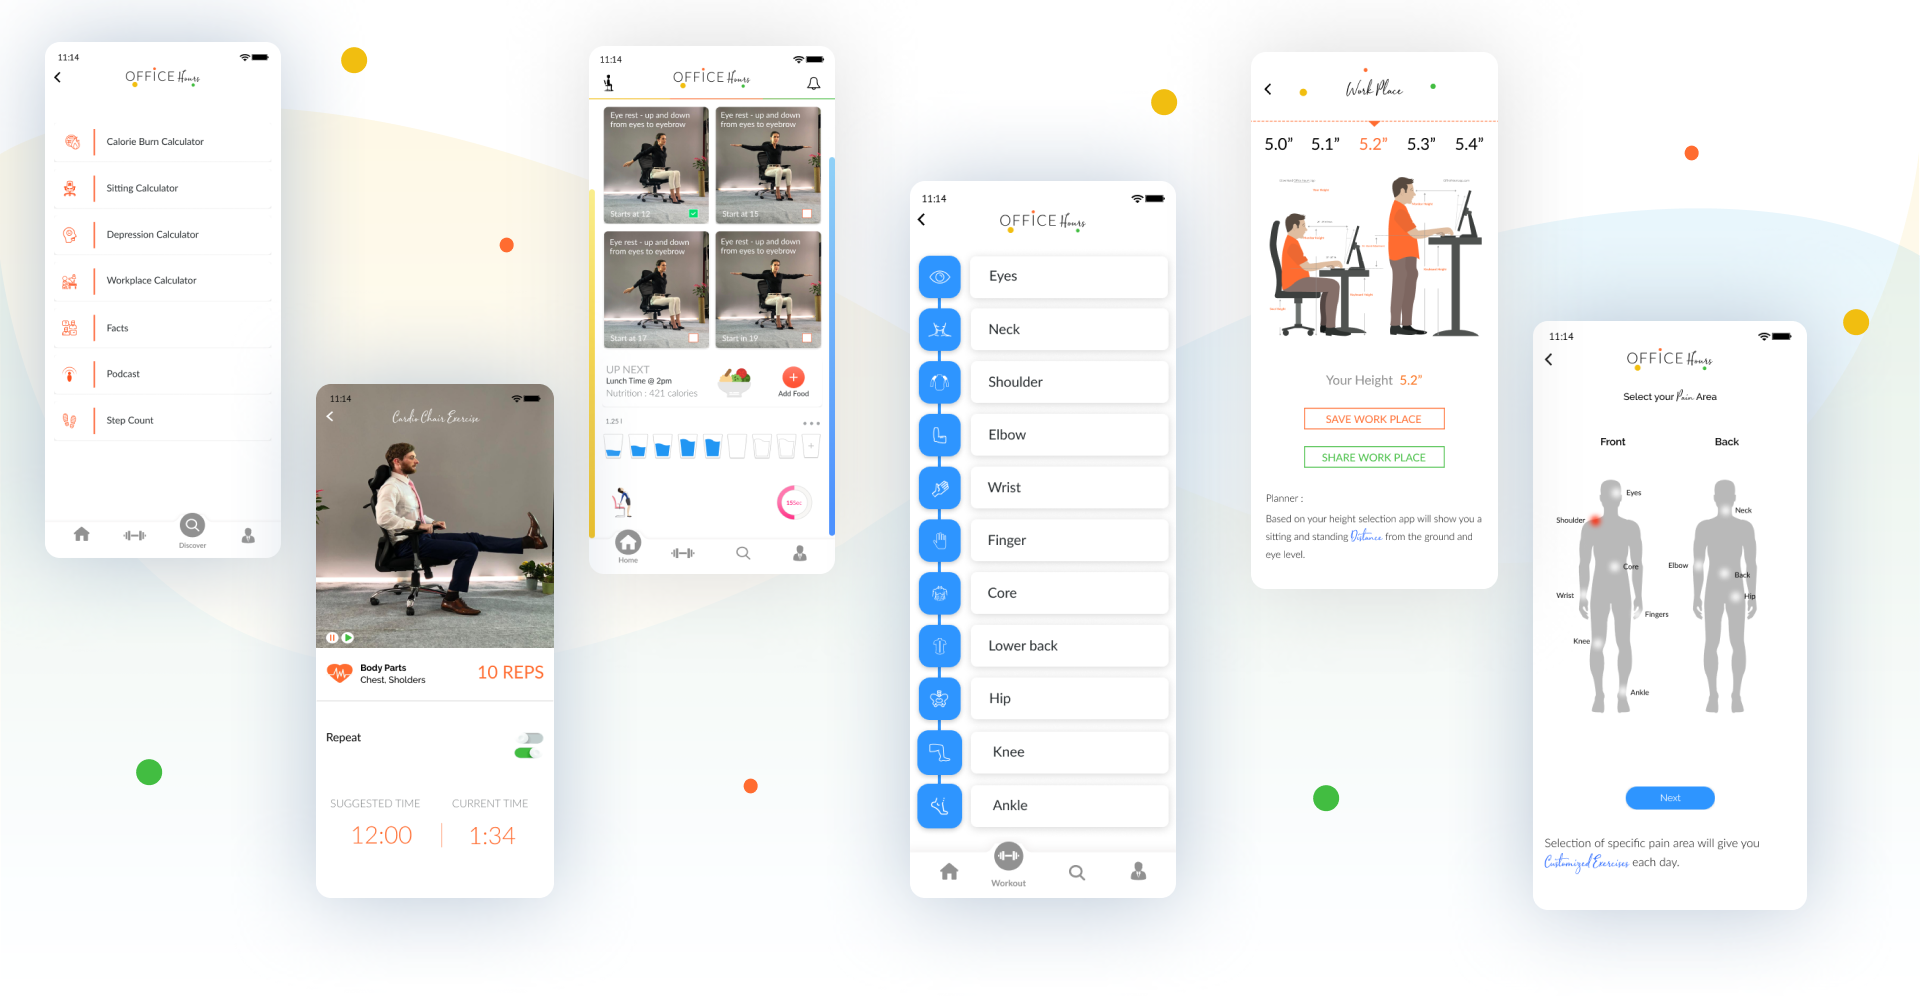 11:14
OFFICE Hours
Calorie Burn Calculator
Sitting Calculator
Depression Calculator
Workplace Calculator
Facts
Podcast
Step Count
Discover
11:14
Cardio Chair Exercise
Body Parts
Chest. Sholders
10 REPS
Repeat
SUGGESTED TIME
CURRENT TIME
12:00
1:34
11:14
OFFICE Hours
Eye rest - up and down
from eyes to eyebrow
Starts at 12
Eye rest - up and down
from eyes to eyebrow
Start at 15
Eye rest - up and down
from eyes to eyebrow
Start at 17
Eye rest - up and down
from eyes to eyebrow
Start in 19
UP NEXT
Lunch Time @ 2pm
Nutrition : 421 calories
Add Food
1.25 l
15Sec
Home
11:14
OFFICE Hours
Eyes
Neck
Shoulder
Elbow
Wrist
Finger
Core
Lower back
Hip
Knee
Ankle
Workout
Work Place
5.0” 5.1” 5.2” 5.3” 5.4”
Your Height 5.2”
SAVE WORK PLACE
SHARE WORK PLACE
Planner :
Based on your height selection app will show you a
sitting and standing Distance from the ground and
eye level.
11:14
OFFICE Hours
Select your Pain Area
Front
Back
Eyes
Shoulder
Core
Wrist
Fingers
Knee
Ankle
Neck
Elbow
Back
Hip
Next
Selection of specific pain area will give you
Customized Exercises each day.